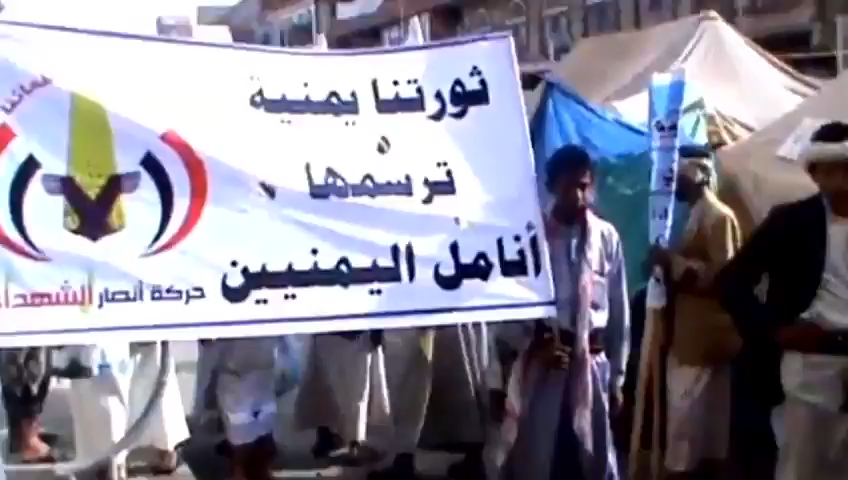 ثورتنا يمنية
ترسمها
أنامل اليمنيين
حركة أنصار الشهداء